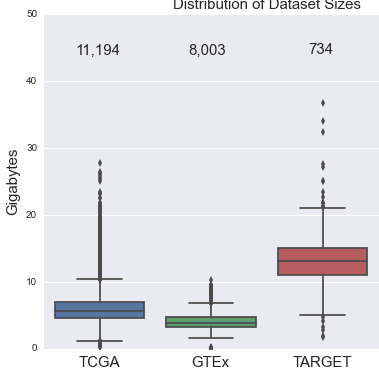 Distribution of Dataset Sizes
50
11,194 8,003 734
40
30
Gigabytes
20
10
0
TCGA GTEx TARGET